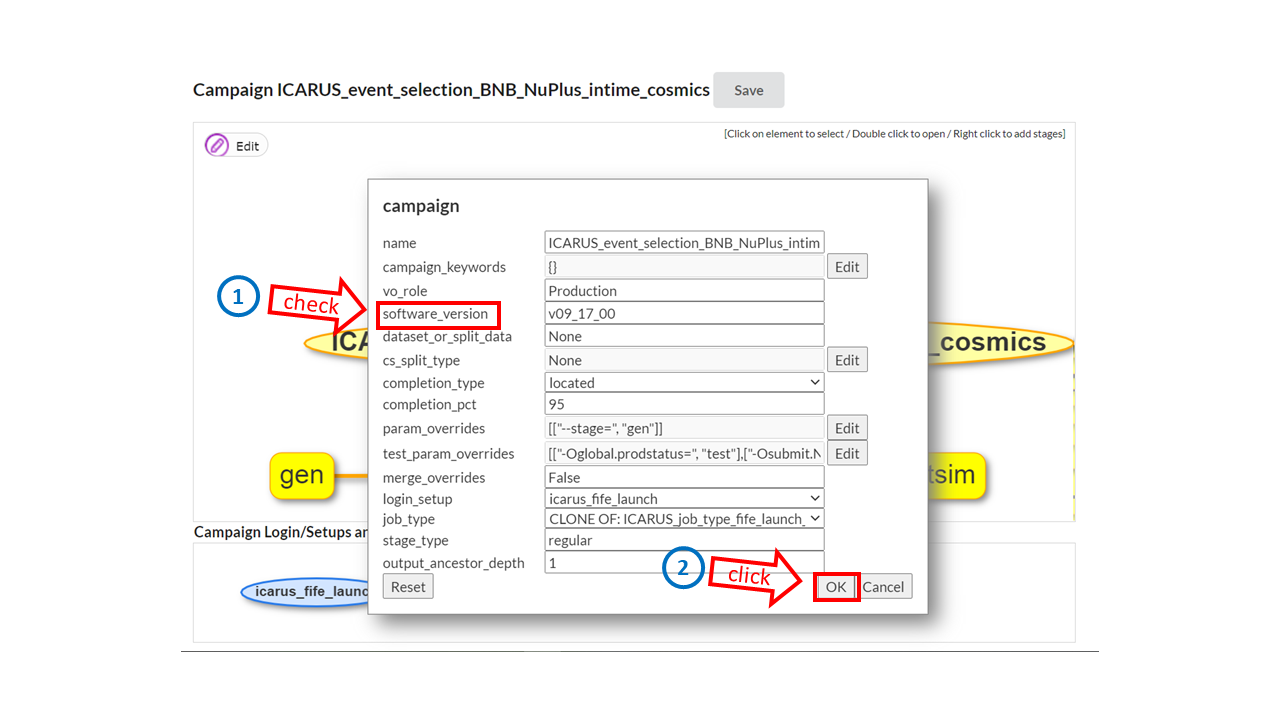 Campaign ICARUS_event_selection_BNB_NuPlus_intime_cosmics Save
Edit
[Click on element to select / Double click to open / Right click to add stages]
campaign
name ICARUS_event_selection_BNB_NuPlus_intim
campaign_keywords {} Edit
vo_role Production
1 check
software_version v09_17_00
dataset_or_split_data None
ICA
_cosmics
cs_split_type None Edit
completion_type located
completion_pct 95
param_overrides [["--stage=", "gen"]] Edit
test_param_overrides [["-Oglobal.prodstatus=", "test"],["-Osubmit.N Edit
gen
tsim
merge_overrides False
login_setup icarus_fife_launch
job_type CLONE OF: ICARUS_job_type_fife_launch_
Campaign Login/Setups an
stage_type regular
output_ancestor_depth 1
2 click
Reset OK Cancel
icarus_fife_launc